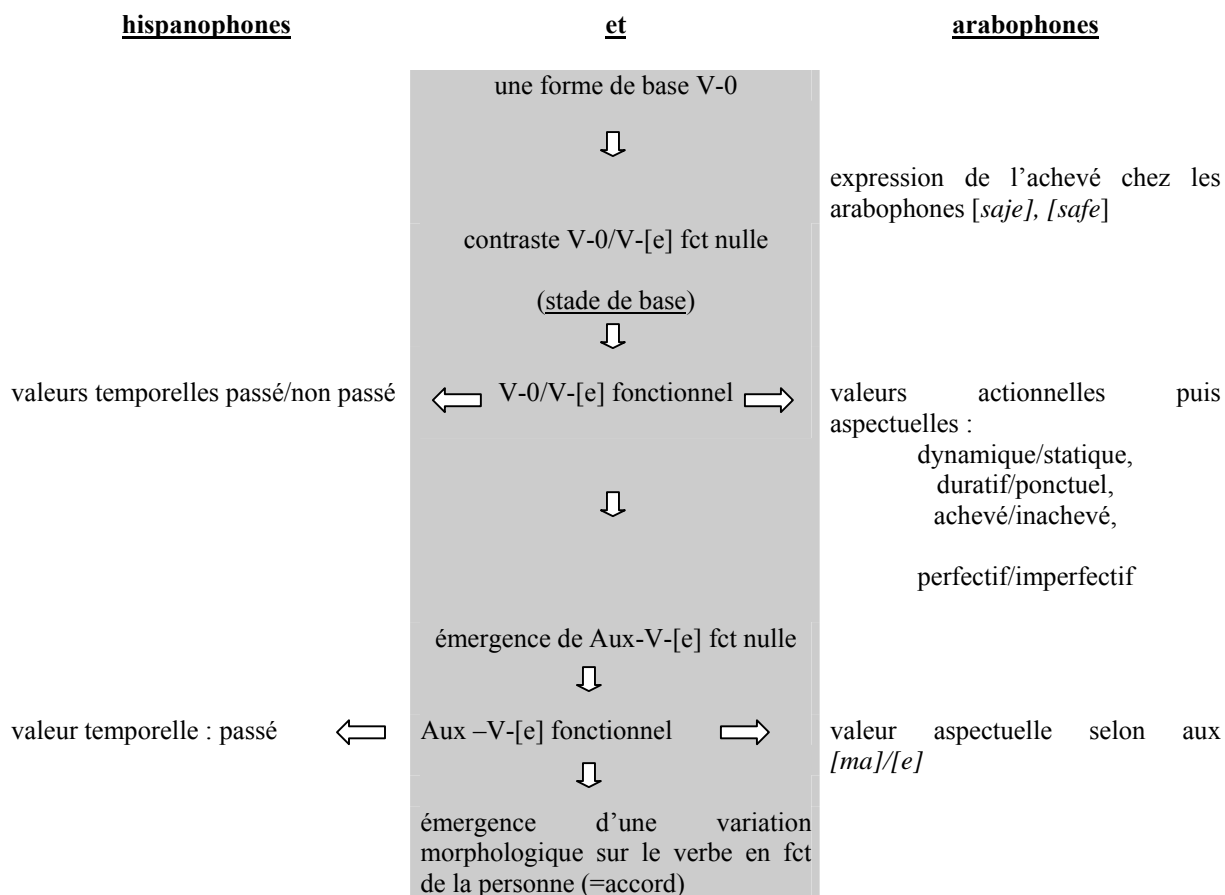 hispanophones et arabophones
une forme de base V-0
expression de l’achevé chez les
arabophones [saje], [safe]
contraste V-0/V-[e] fct nulle
(stade de base)
valeurs temporelles passé/non passé V-0/V-[e] fonctionnel valeurs actionnelles puis
aspectuelles :
dynamique/statique,
duratif/ponctuel,
achevé/inachevé,
perfectif/imperfectif
émergence de Aux-V-[e] fct nulle
valeur temporelle : passé Aux –V-[e] fonctionnel valeur aspectuelle selon aux
[ma]/[e]
émergence d’une variation
morphologique sur le verbe en fct
de la personne (=accord)